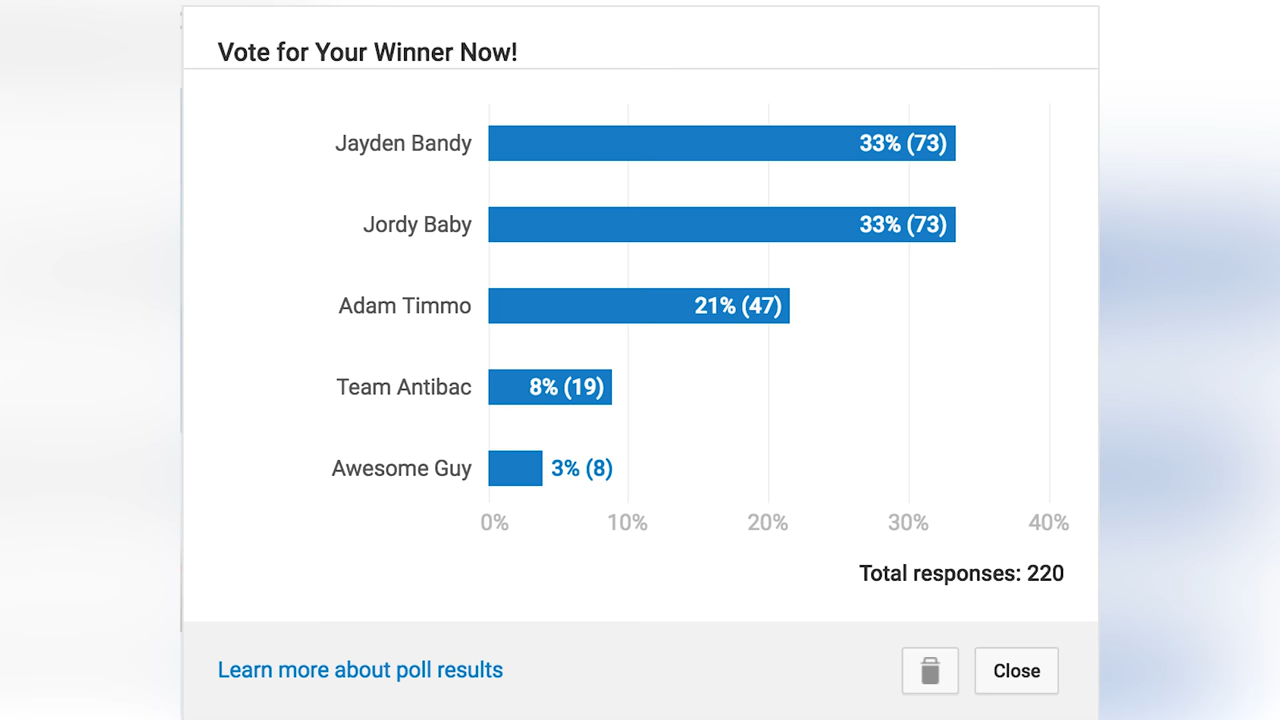 Vote for Your Winner Now!
Jayden Bandy 33% (73)
Jordy Baby 33% (73)
Adam Timmo 21% (47)
Team Antibac 8% (19)
Awesome Guy 3% (8)
0% 10% 20% 30% 40%
Total responses: 220
Learn more about poll results Close